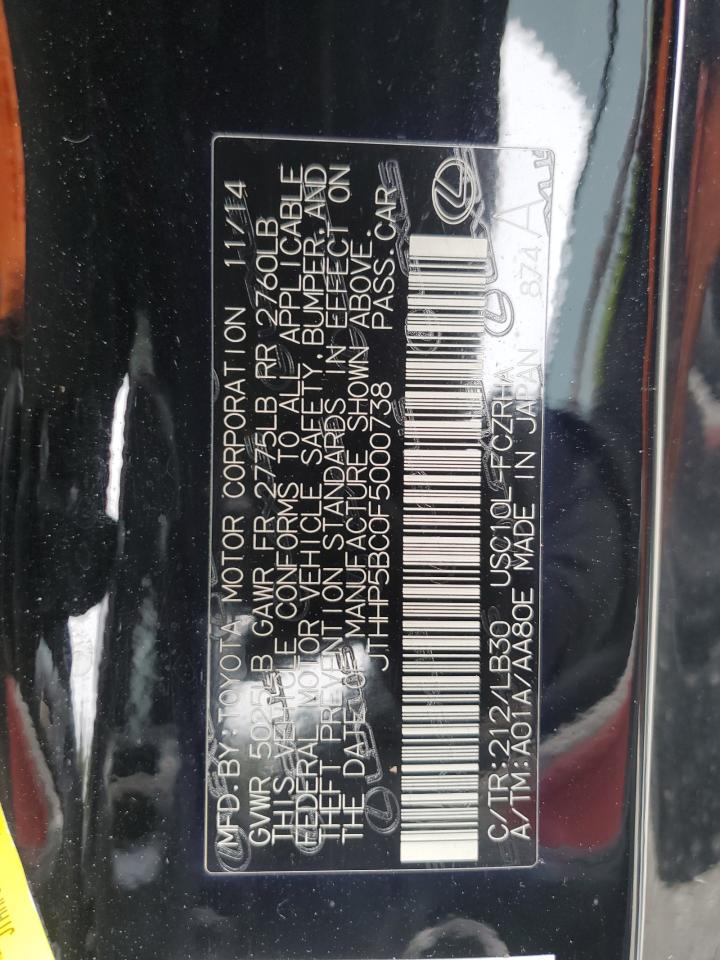 MFD.BY:TOYOTA MOTOR CORPORATION 11/14
GVWR 5025LB GAWR FR 2775LB RR 2760LB
THIS VEHICLE CONFORMS TO ALL APPLICABLE
FEDERAL MOTOR VEHICLE SAFETY,BUMPER,AND
THEFT PREVENTION STANDARDS IN EFFECT ON
THE DATE OF MANUFACTURE SHOWN ABOVE.
JTHHP5BC0F5000738 PASS.CAR
C/TR:212/LB30 USC10L-FCZRHA
A/TM:A01A/AA80E MADE IN JAPAN 874 A